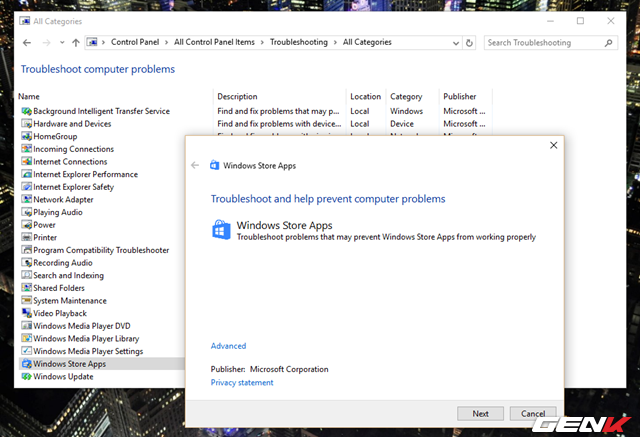 All Categories
Control Panel > All Control Panel Items > Troubleshooting > All Categories
Search Troubleshooting
Troubleshoot computer problems
Name Description Location Category Publisher
Background Intelligent Transfer Service Find and fix problems that may p... Local Windows Microsoft ...
Hardware and Devices Find and fix problems with device... Local Device Microsoft ...
HomeGroup
Incoming Connections
Internet Connections
Internet Explorer Performance
Internet Explorer Safety
Network Adapter
Playing Audio
Power
Printer
Program Compatibility Troubleshooter
Recording Audio
Search and Indexing
Shared Folders
System Maintenance
Video Playback
Windows Media Player DVD
Windows Media Player Library
Windows Media Player Settings
Windows Store Apps
Windows Update
Windows Store Apps
Troubleshoot and help prevent computer problems
Windows Store Apps
Troubleshoot problems that may prevent Windows Store Apps from working properly
Advanced
Publisher: Microsoft Corporation
Privacy statement
Next Cancel
GENK